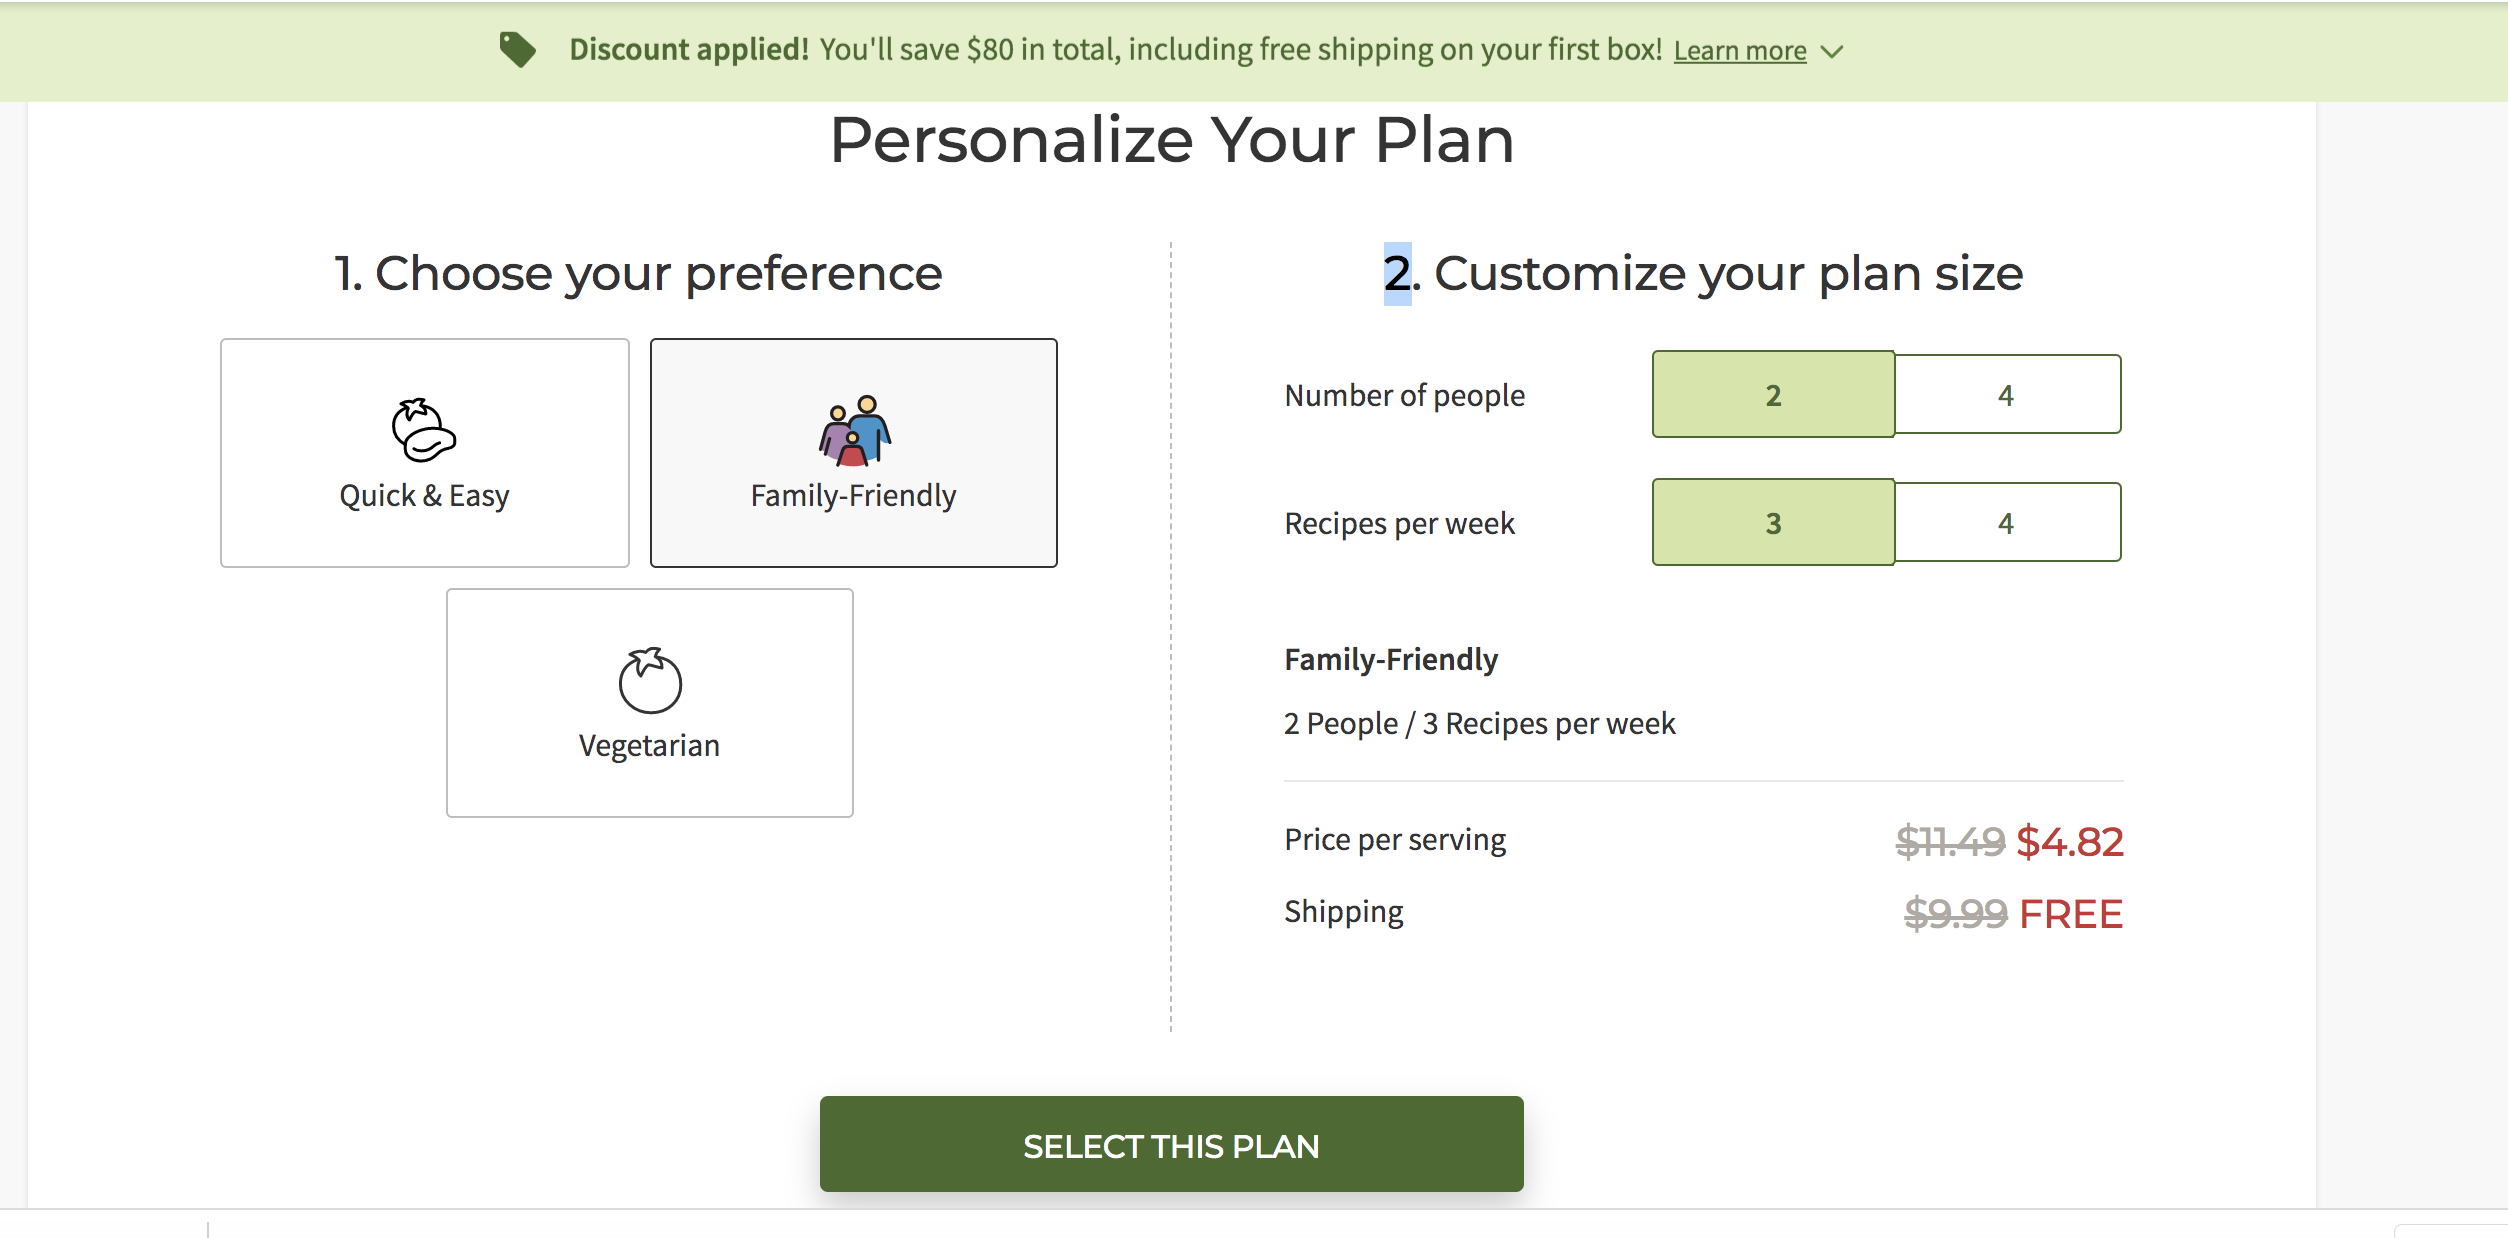 Discount applied! You'll save $80 in total, including free shipping on your first box! Learn more
Personalize Your Plan
1. Choose your preference
Quick & Easy
Family-Friendly
Vegetarian
2. Customize your plan size
Number of people 2 4
Recipes per week 3 4
Family-Friendly
2 People / 3 Recipes per week
Price per serving $11.49 $4.82
Shipping $9.99 FREE
SELECT THIS PLAN